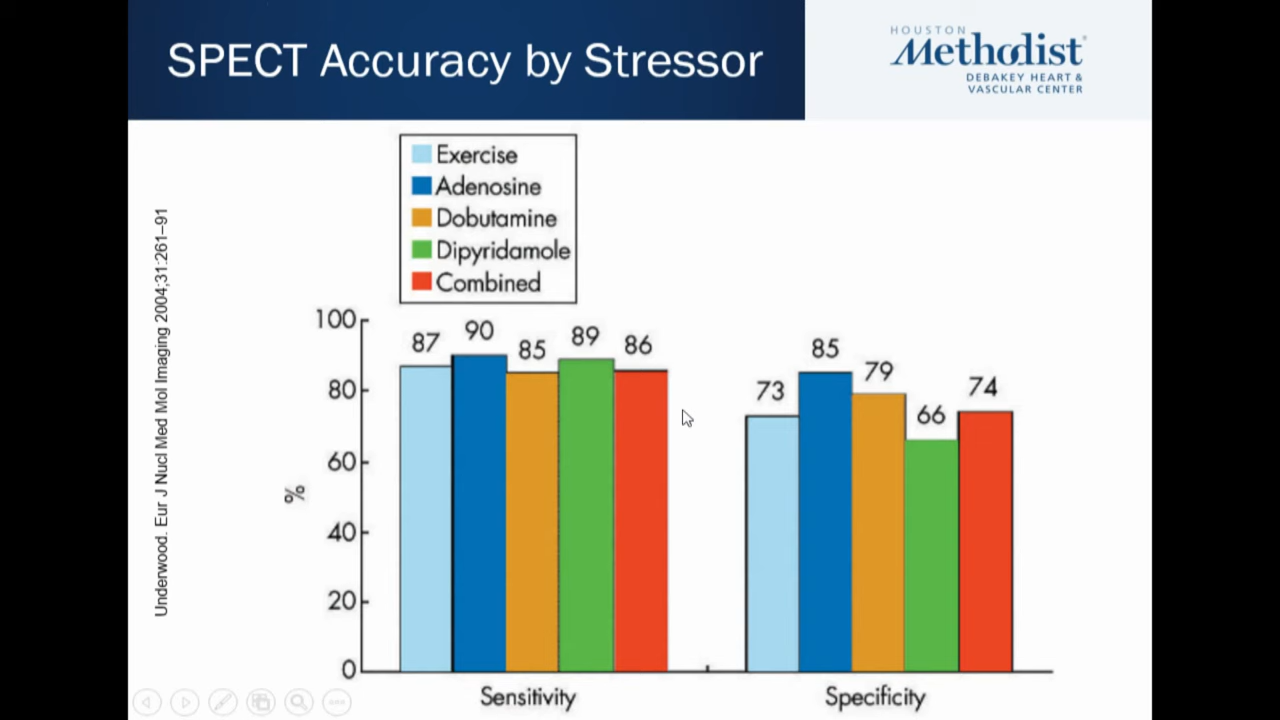 SPECT Accuracy by Stressor
HOUSTON
Methodist
DEBAKEY HEART &
VASCULAR CENTER
Underwood. Eur J Nucl Med Mol Imaging 2004;31:261–91
Exercise
Adenosine
Dobutamine
Dipyridamole
Combined
%
100
80
60
40
20
0
87
90
85
89
86
73
85
79
66
74
Sensitivity
Specificity